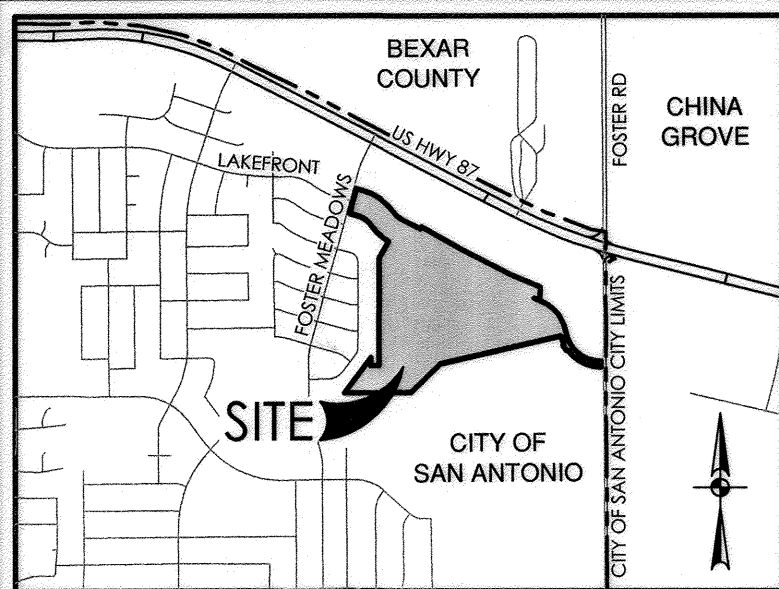 BEXAR
COUNTY
FOSTER RD
CHINA
GROVE
US HWY 87
LAKEFRONT
FOSTER MEADOWS
SITE
CITY OF
SAN ANTONIO
CITY OF SAN ANTONIO CITY LIMITS